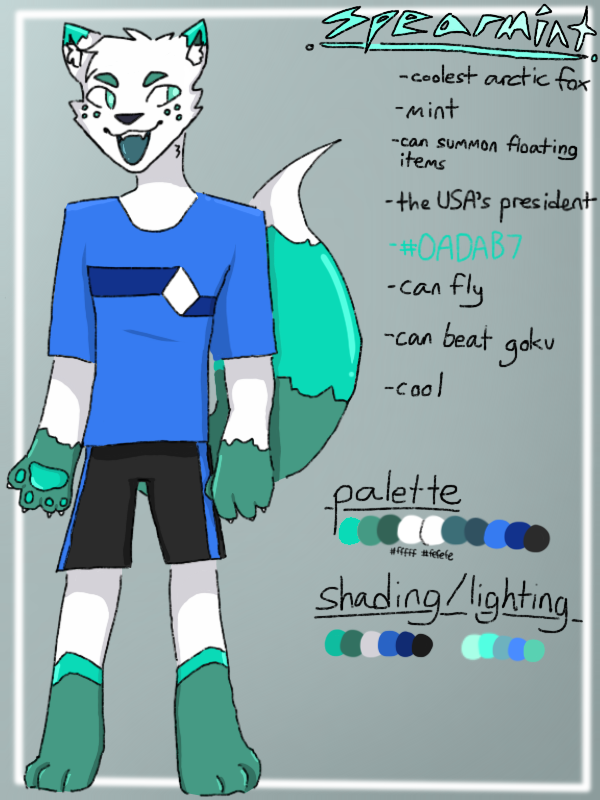 Spearmint
-coolest arctic fox
-mint
-can summon floating
items
-the USA's president
-#0ADAB7
-can fly
-can beat goku
-cool
palette
#fffff #fefefe
shading/lighting